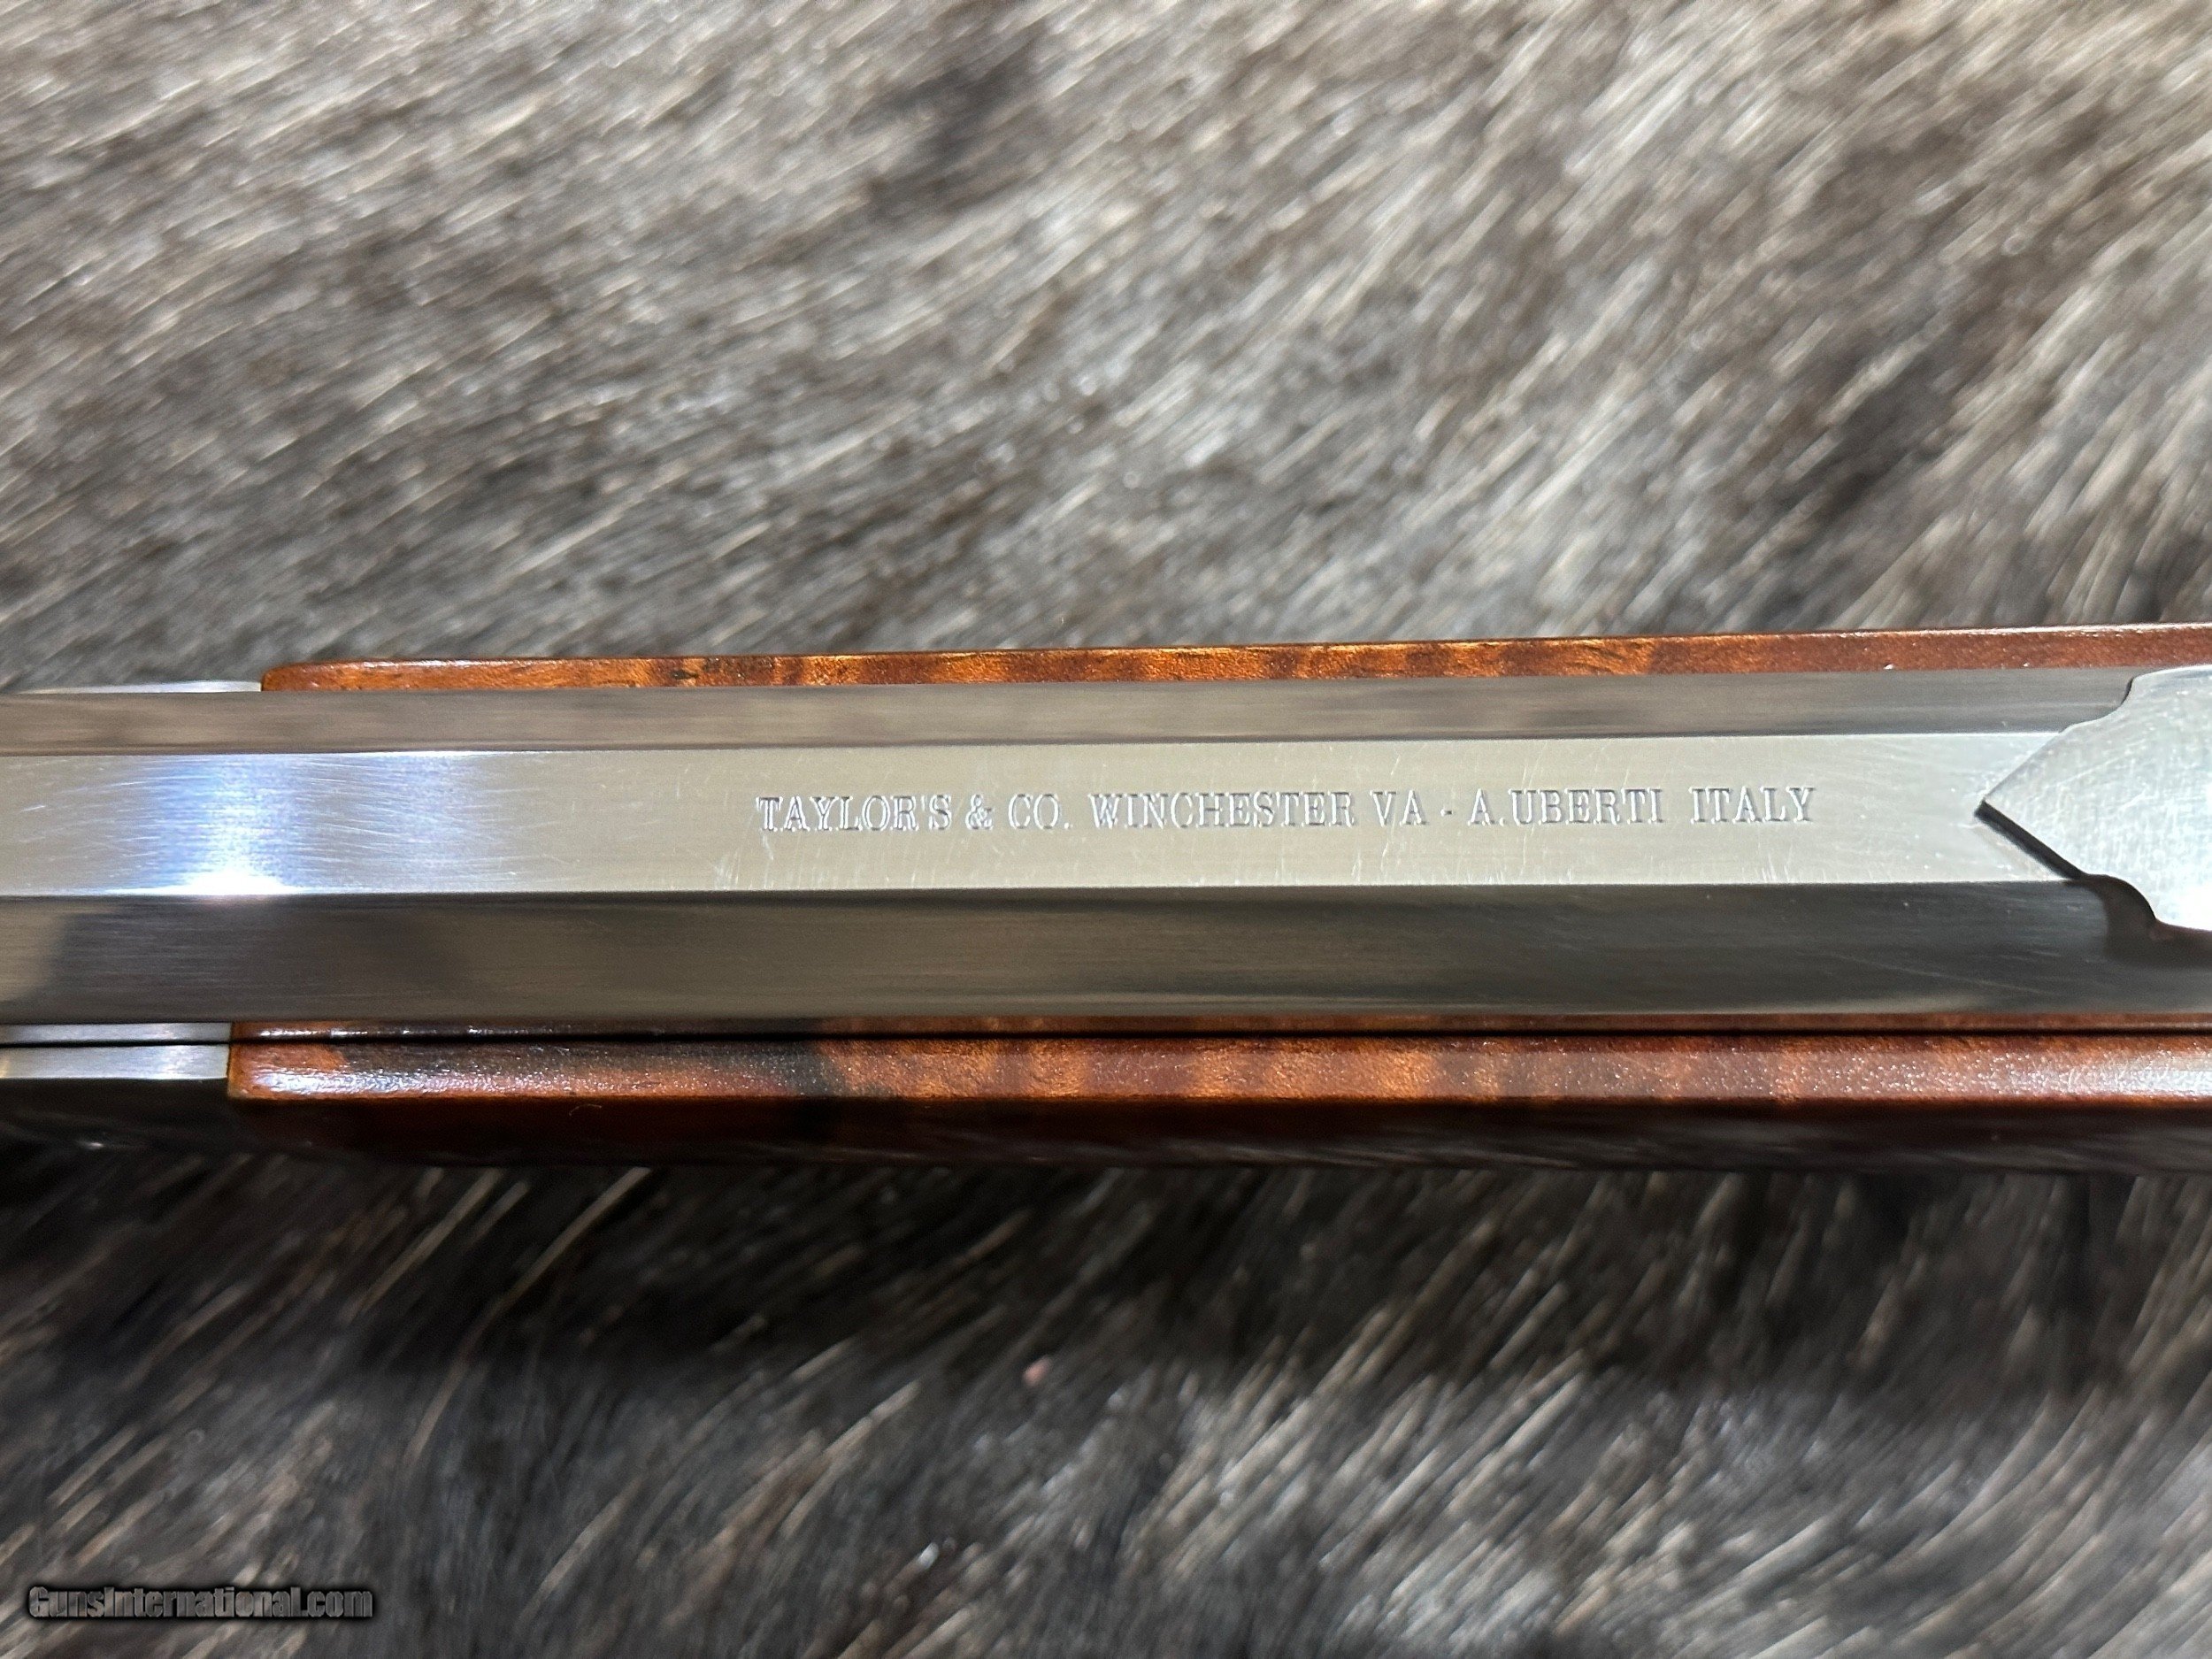 TAYLOR'S & CO. WINCHESTER VA - A.UBERTI ITALY
GunsInternational.com